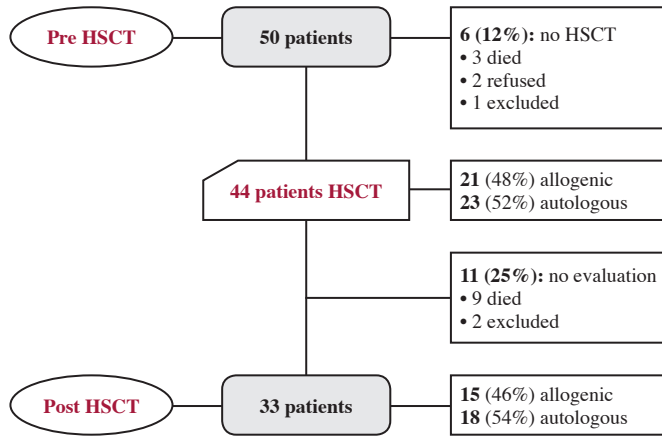 Pre HSCT
50 patients
6 (12%): no HSCT
• 3 died
• 2 refused
• 1 excluded
44 patients HSCT
21 (48%) allogenic
23 (52%) autologous
11 (25%): no evaluation
• 9 died
• 2 excluded
Post HSCT
33 patients
15 (46%) allogenic
18 (54%) autologous